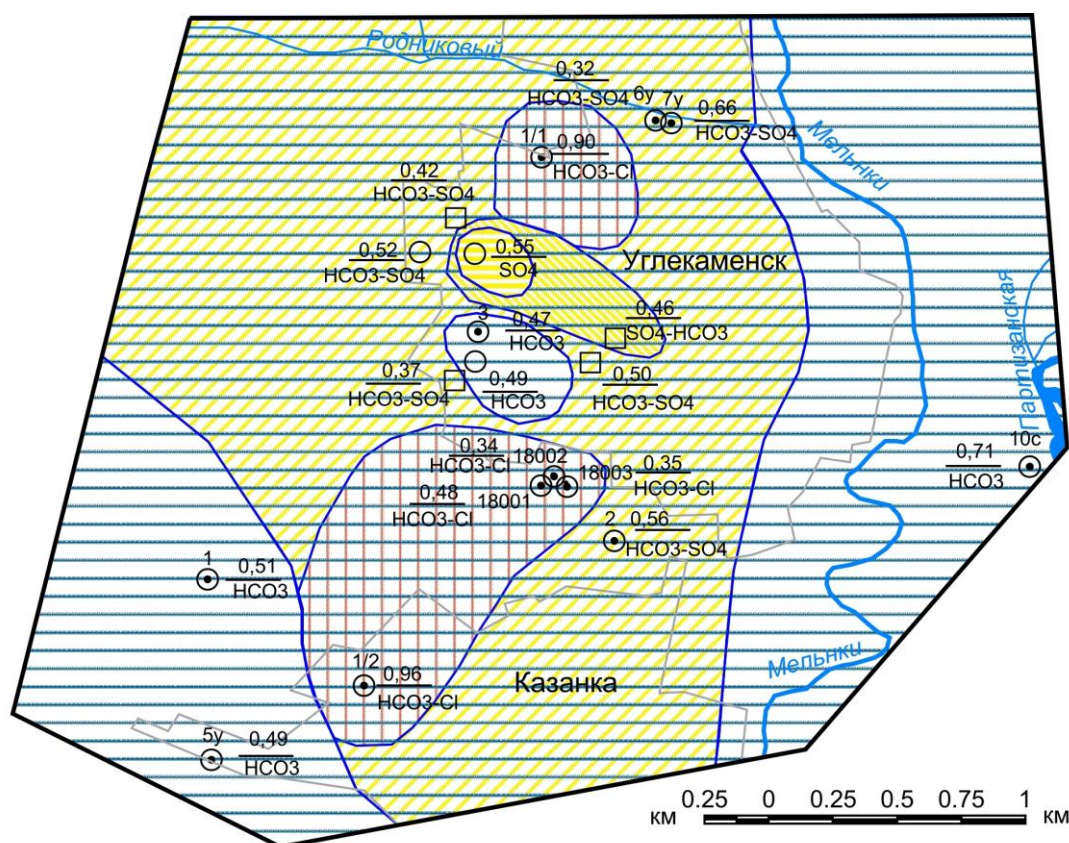 Родниковый
0,32
HCO3-SO4
6у
7у
0,66
HCO3-SO4
Мельнки
1/1
0,90
HCO3-Cl
0,42
HCO3-SO4
0,52
HCO3-SO4
0,55
SO4
Углекаменск
0,46
SO4-HCO3
3
0,47
HCO3
0,49
HCO3
0,37
HCO3-SO4
0,50
HCO3-SO4
Партизанская
10с
0,71
HCO3
0,34
HCO3-Cl
18002
18003
0,35
HCO3-Cl
0,48
HCO3-Cl
18001
2
0,56
HCO3-SO4
1
0,51
HCO3
Мельнки
1/2
0,96
HCO3-Cl
Казанка
5у
0,49
HCO3
км 0.25 0 0.25 0.5 0.75 1 км